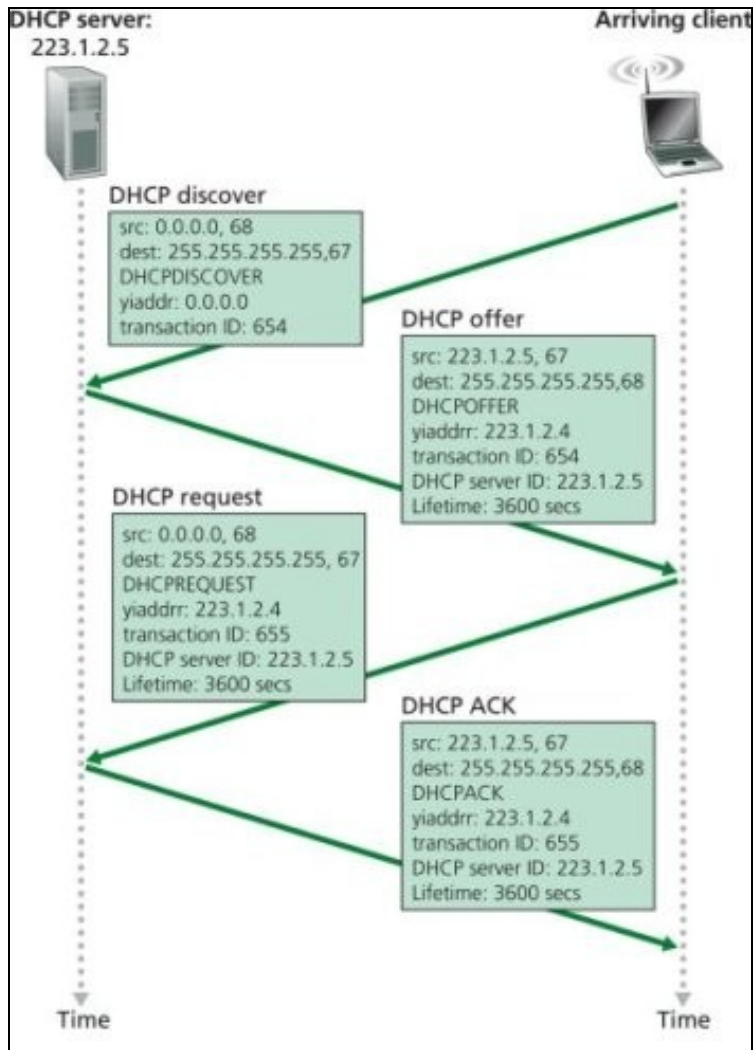 DHCP server:
223.1.2.5
Arriving client
DHCP discover
src: 0.0.0.0, 68
dest: 255.255.255.255,67
DHCPDISCOVER
yiaddr: 0.0.0.0
transaction ID: 654
DHCP offer
src: 223.1.2.5, 67
dest: 255.255.255.255,68
DHCPOFFER
yiaddrr: 223.1.2.4
transaction ID: 654
DHCP server ID: 223.1.2.5
Lifetime: 3600 secs
DHCP request
src: 0.0.0.0, 68
dest: 255.255.255.255, 67
DHCPREQUEST
yiaddrr: 223.1.2.4
transaction ID: 655
DHCP server ID: 223.1.2.5
Lifetime: 3600 secs
DHCP ACK
src: 223.1.2.5, 67
dest: 255.255.255.255,68
DHCPACK
yiaddrr: 223.1.2.4
transaction ID: 655
DHCP server ID: 223.1.2.5
Lifetime: 3600 secs
Time
Time